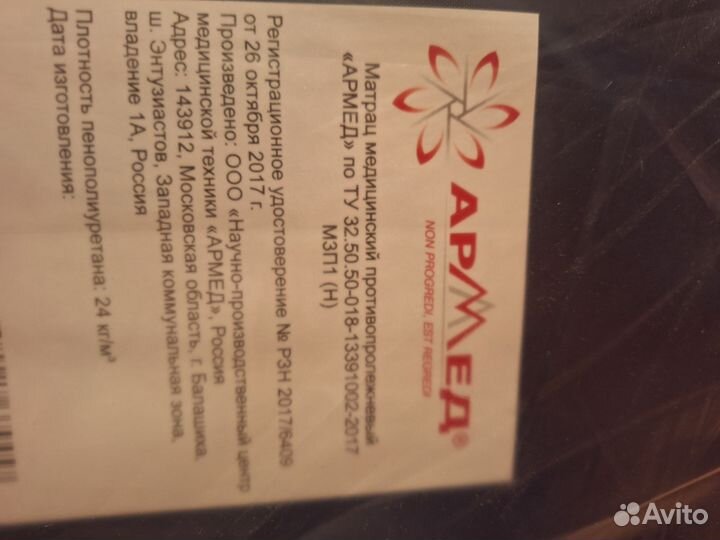 АРМЕД®
NON PROGREDI, EST REGREDI
Матрац медицинский противопролежневый
«АРМЕД» по ТУ 32.50.50-018-13391002-2017
МЗП1 (Н)
Регистрационное удостоверение № РЗН 2017/6409
от 26 октября 2017 г.
Произведено: ООО «Научно-производственный центр
медицинской техники «АРМЕД», Россия
Адрес: 143912, Московская область, г. Балашиха,
ш. Энтузиастов, Западная коммунальная зона,
владение 1А, Россия
Плотность пенополиуретана: 24 кг/м³
Дата изготовления:
Avito